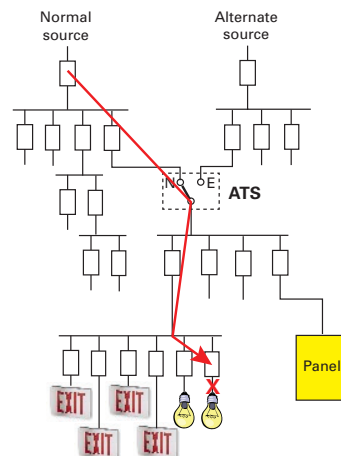 Normal
source
Alternate
source
N
E
ATS
Panel
X
EXIT
EXIT
EXIT
EXIT